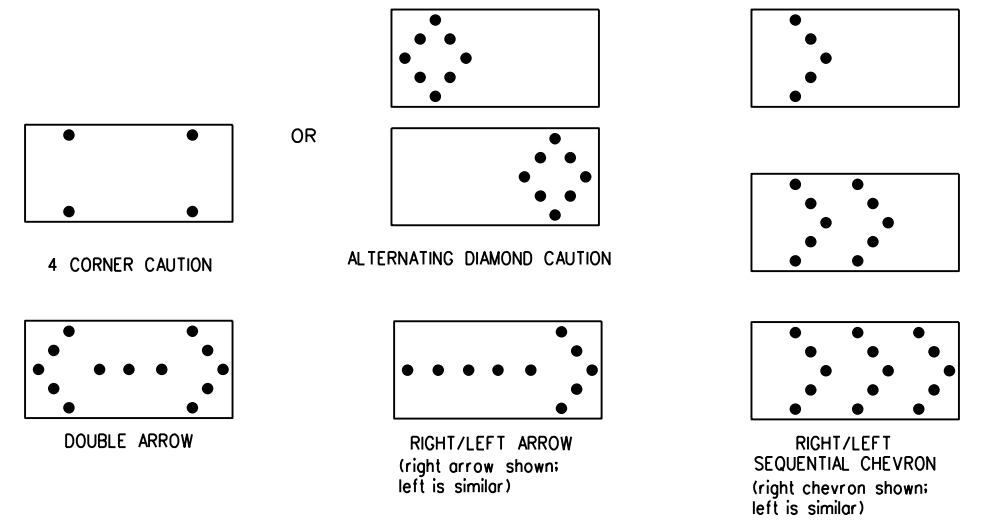 OR
4 CORNER CAUTION
ALTERNATING DIAMOND CAUTION
DOUBLE ARROW
RIGHT/LEFT ARROW
(right arrow shown;
left is similar)
RIGHT/LEFT
SEQUENTIAL CHEVRON
(right chevron shown;
left is similar)